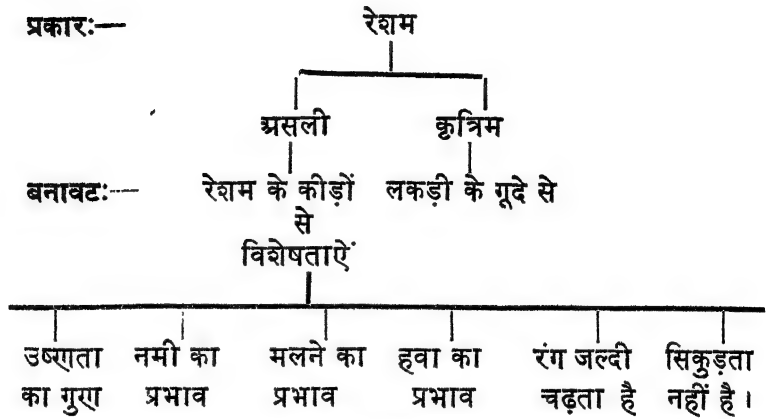 प्रकारः— रेशम
असली कृत्रिम
बनावटः— रेशम के कीड़ों लकड़ी के गूदे से
से
विशेषताऐं
उष्णता नमी का मलने का हवा का रंग जल्दी सिकुड़ता
का गुण प्रभाव प्रभाव प्रभाव चढ़ता है नहीं है।